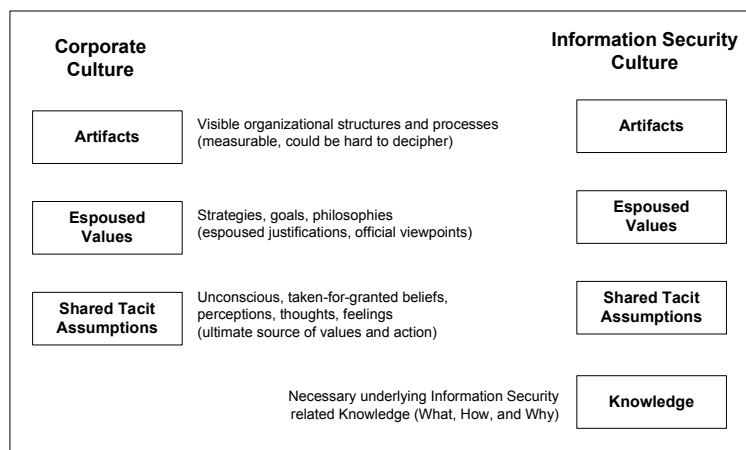 Corporate
Culture
Information Security
Culture
Artifacts
Visible organizational structures and processes
(measurable, could be hard to decipher)
Artifacts
Espoused
Values
Strategies, goals, philosophies
(espoused justifications, official viewpoints)
Espoused
Values
Shared Tacit
Assumptions
Unconscious, taken-for-granted beliefs,
perceptions, thoughts, feelings
(ultimate source of values and action)
Shared Tacit
Assumptions
Necessary underlying Information Security
related Knowledge (What, How, and Why)
Knowledge